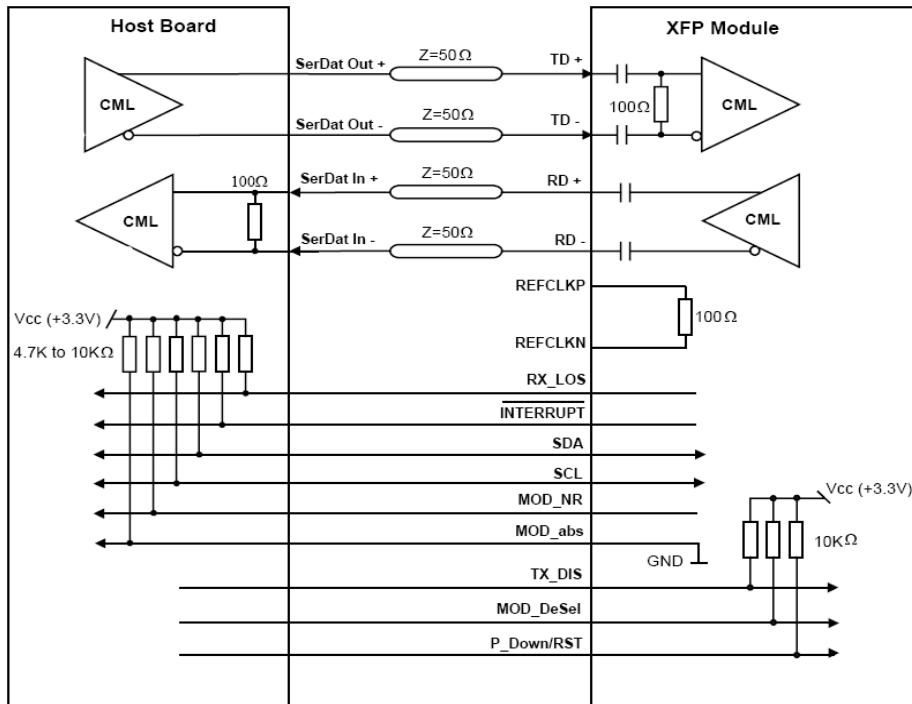 Host Board
XFP Module
SerDat Out +
Z=50Ω
TD +
CML
100Ω
CML
SerDat Out -
Z=50Ω
TD -
100Ω
SerDat In +
Z=50Ω
RD +
CML
CML
SerDat In -
Z=50Ω
RD -
REFCLKP
Vcc (+3.3V)
100Ω
4.7K to 10KΩ
REFCLKN
RX_LOS
INTERRUPT
SDA
SCL
Vcc (+3.3V)
MOD_NR
MOD_abs
10KΩ
GND
TX_DIS
MOD_DeSel
P_Down/RST